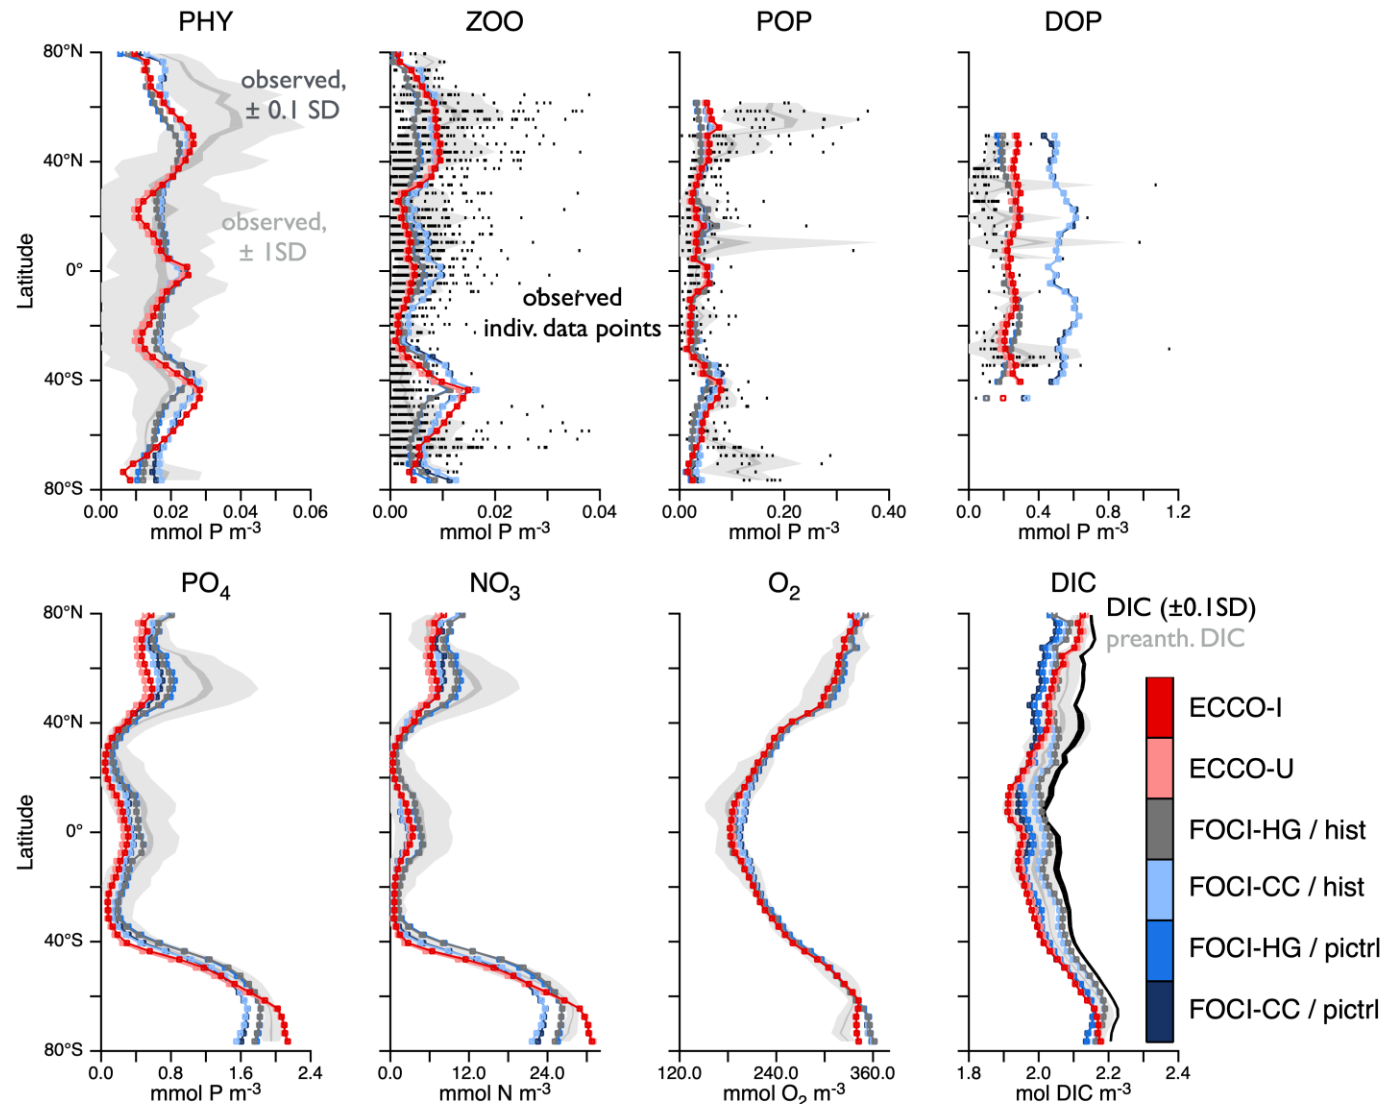 PHY ZOO POP DOP
80°N
40°N
0°
40°S
80°S
Latitude
observed,
± 0.1 SD
observed,
± 1SD
observed
indiv. data points
0.00 0.02 0.04 0.06
mmol P m-3
0.00 0.02 0.04
mmol P m-3
0.00 0.20 0.40
mmol P m-3
0.0 0.4 0.8 1.2
mmol P m-3
PO4 NO3 O2 DIC
80°N
40°N
0°
40°S
80°S
Latitude
DIC (±0.1SD)
preanth. DIC
0.0 0.8 1.6 2.4
mmol P m-3
0.0 12.0 24.0
mmol N m-3
120.0 240.0 360.0
mmol O2 m-3
1.8 2.0 2.2 2.4
mol DIC m-3
ECCO-I
ECCO-U
FOCI-HG / hist
FOCI-CC / hist
FOCI-HG / pictrl
FOCI-CC / pictrl